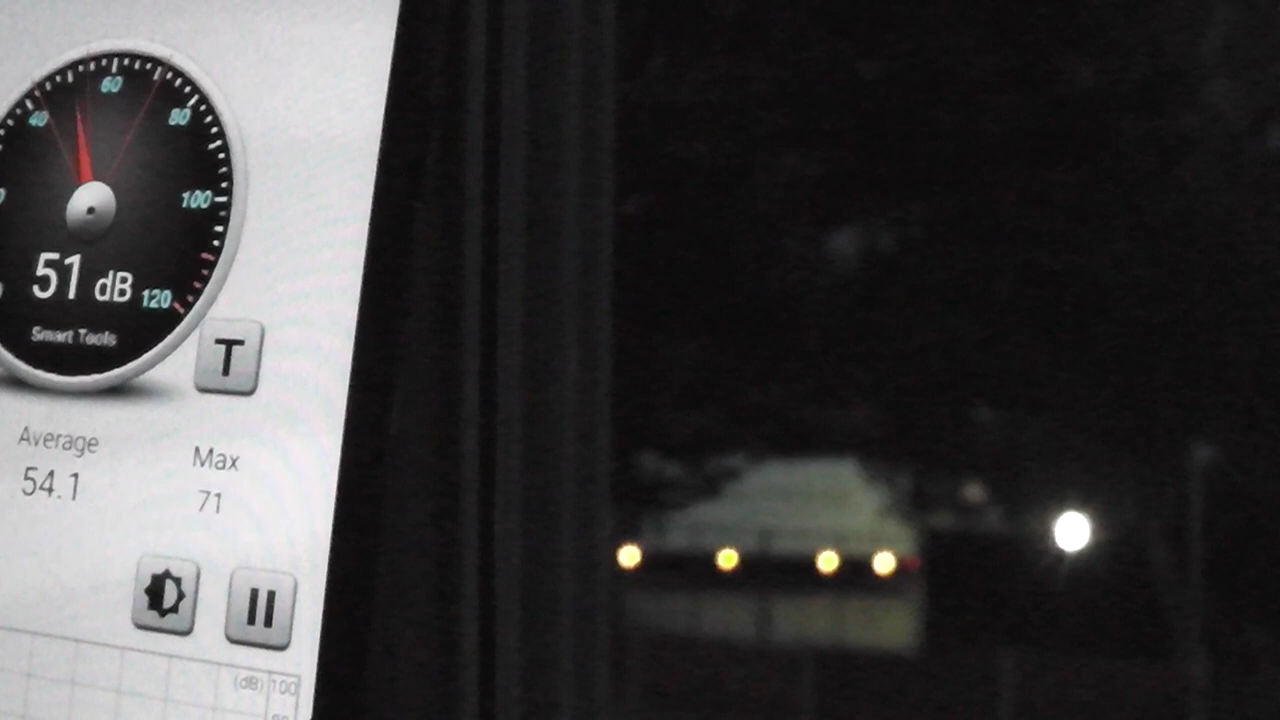 60
40
80
100
51 dB
120
Smart Tools
T
Average
Max
54.1
71
(dB)
100